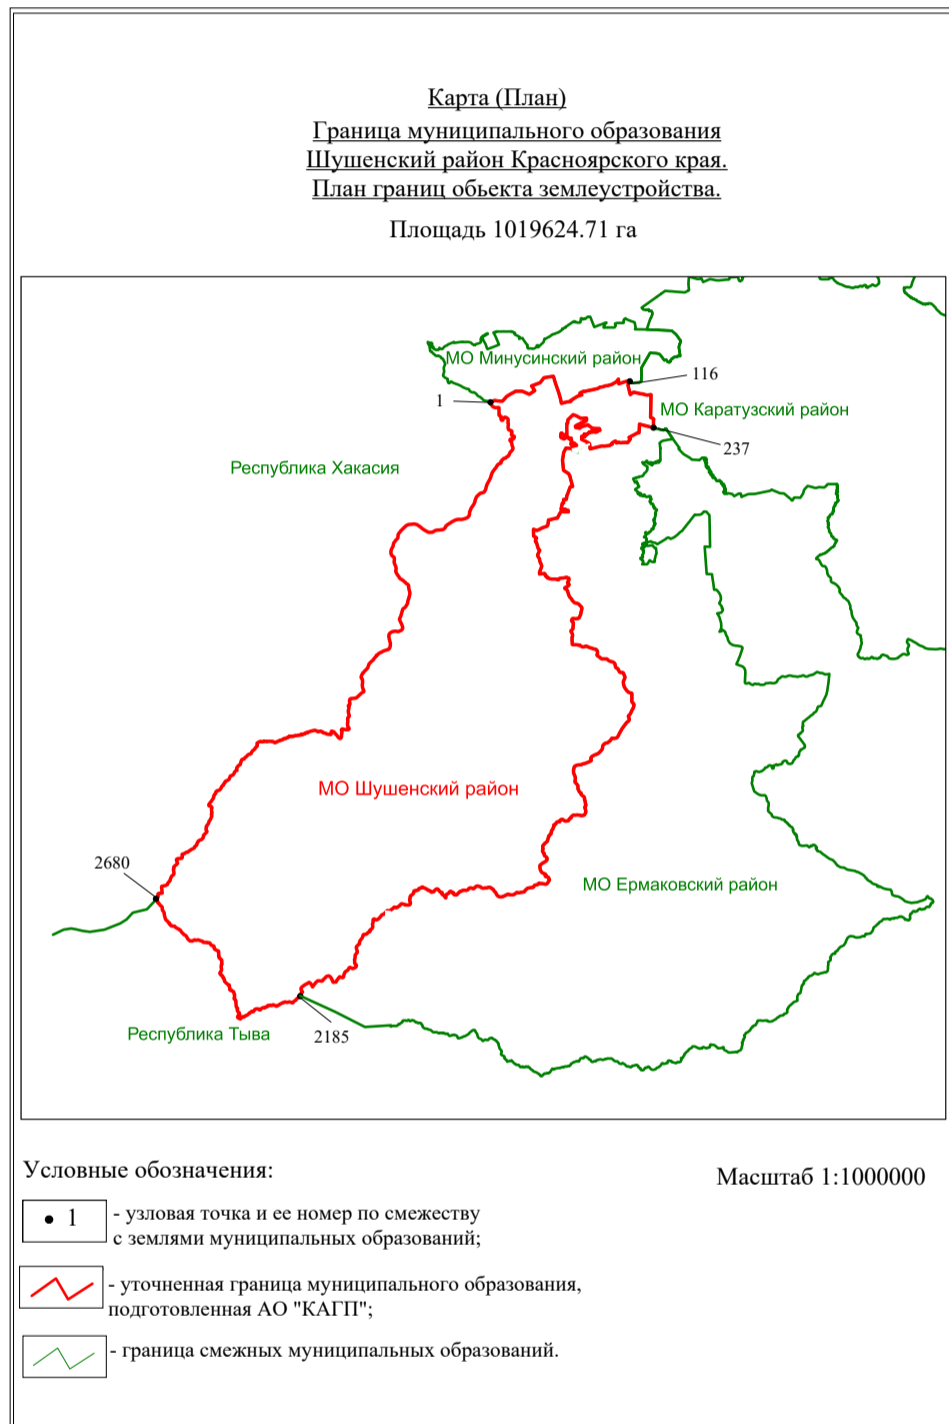 Карта (План)
Граница муниципального образования
Шушенский район Красноярского края.
План границ обьекта землеустройства.
Площадь 1019624.71 га
МО Минусинский район
116
1
МО Каратузский район
237
Республика Хакасия
МО Шушенский район
2680
МО Ермаковский район
Республика Тыва
2185
Условные обозначения:
Масштаб 1:1000000
1
- узловая точка и ее номер по смежеству
с землями муниципальных образований;
- уточненная граница муниципального образования,
подготовленная АО "КАГП";
- граница смежных муниципальных образований.